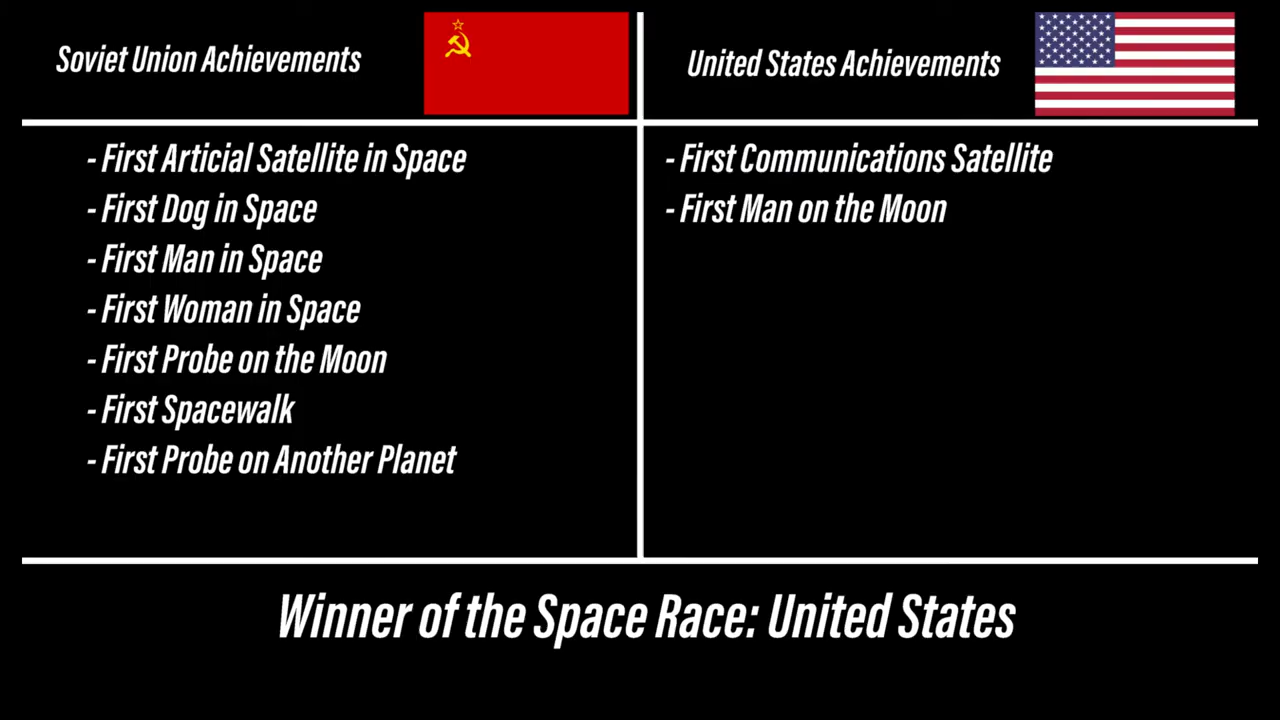 Soviet Union Achievements
United States Achievements
- First Articial Satellite in Space
- First Dog in Space
- First Man in Space
- First Woman in Space
- First Probe on the Moon
- First Spacewalk
- First Probe on Another Planet
- First Communications Satellite
- First Man on the Moon
Winner of the Space Race: United States